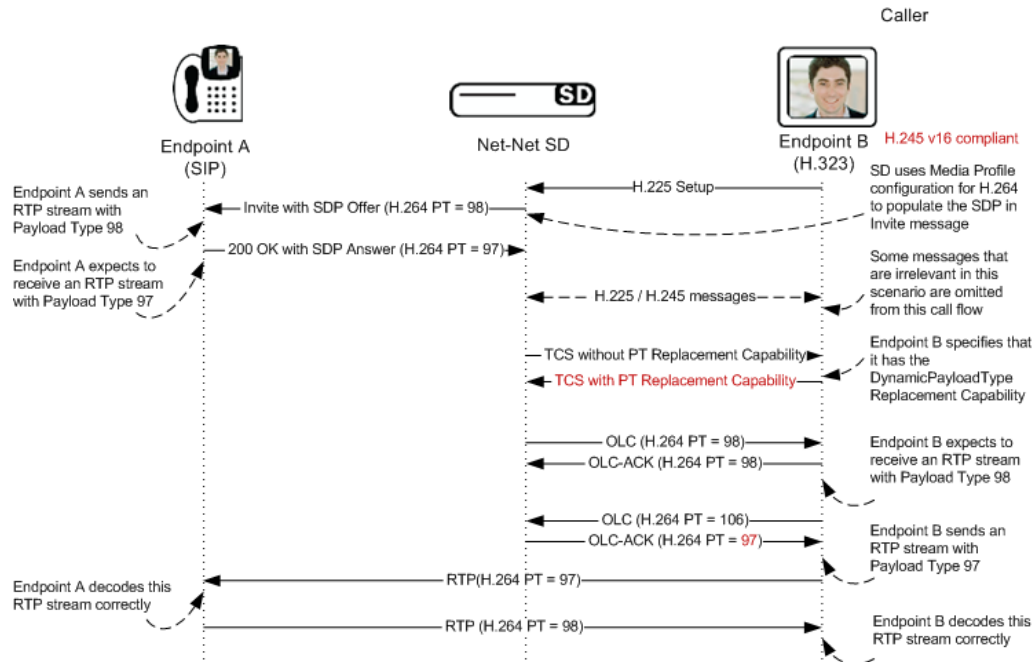 Caller
SD
Endpoint A
(SIP)
Net-Net SD
Endpoint B
(H.323)
H.245 v16 compliant
Endpoint A sends an
RTP stream with
Payload Type 98
H.225 Setup
SD uses Media Profile
configuration for H.264
to populate the SDP in
Invite message
Invite with SDP Offer (H.264 PT = 98)
200 OK with SDP Answer (H.264 PT = 97)
Endpoint A expects to
receive an RTP stream
with Payload Type 97
H.225 / H.245 messages
Some messages that
are irrelevant in this
scenario are omitted
from this call flow
TCS without PT Replacement Capability
TCS with PT Replacement Capability
Endpoint B specifies that
it has the
DynamicPayloadType
Replacement Capability
OLC (H.264 PT = 98)
OLC-ACK (H.264 PT = 98)
Endpoint B expects to
receive an RTP stream
with Payload Type 98
OLC (H.264 PT = 106)
OLC-ACK (H.264 PT = 97)
Endpoint B sends an
RTP stream with
Payload Type 97
RTP(H.264 PT = 97)
Endpoint A decodes this
RTP stream correctly
RTP (H.264 PT = 98)
Endpoint B decodes this
RTP stream correctly